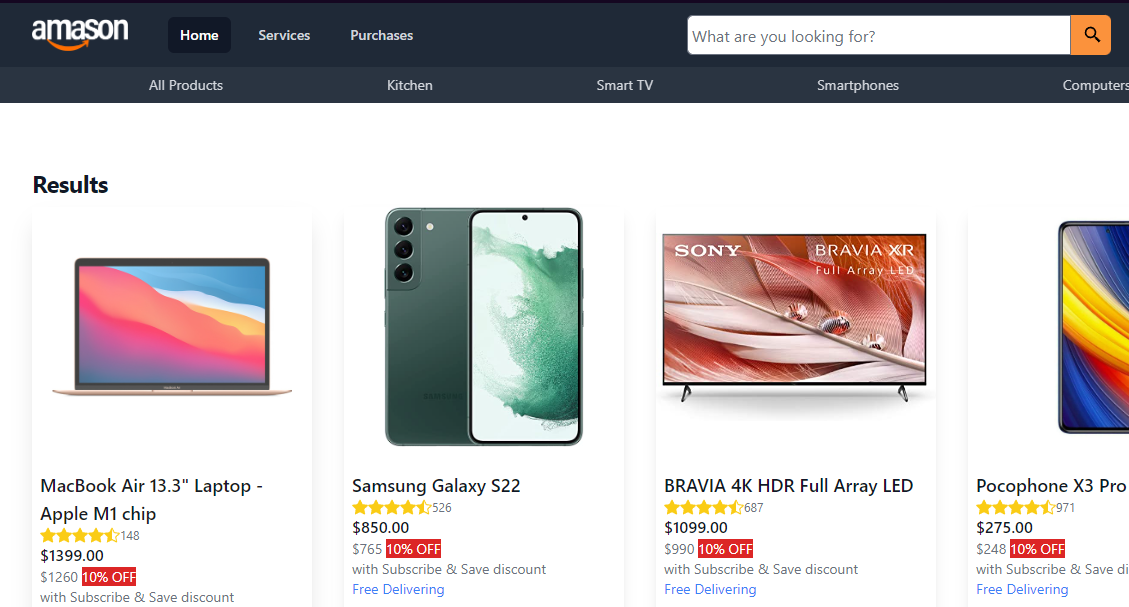 amason
Home
Services
Purchases
What are you looking for?
All Products
Kitchen
Smart TV
Smartphones
Computers
Results
SONY
BRAVIA XR
Full Array LED
SAMSUNG
MacBook Air 13.3" Laptop -
Apple M1 chip
148
$1399.00
$1260 10% OFF
with Subscribe & Save discount
Samsung Galaxy S22
526
$850.00
$765 10% OFF
with Subscribe & Save discount
Free Delivering
BRAVIA 4K HDR Full Array LED
687
$1099.00
$990 10% OFF
with Subscribe & Save discount
Free Delivering
Pocophone X3 Pro
971
$275.00
$248 10% OFF
with Subscribe & Save di
Free Delivering